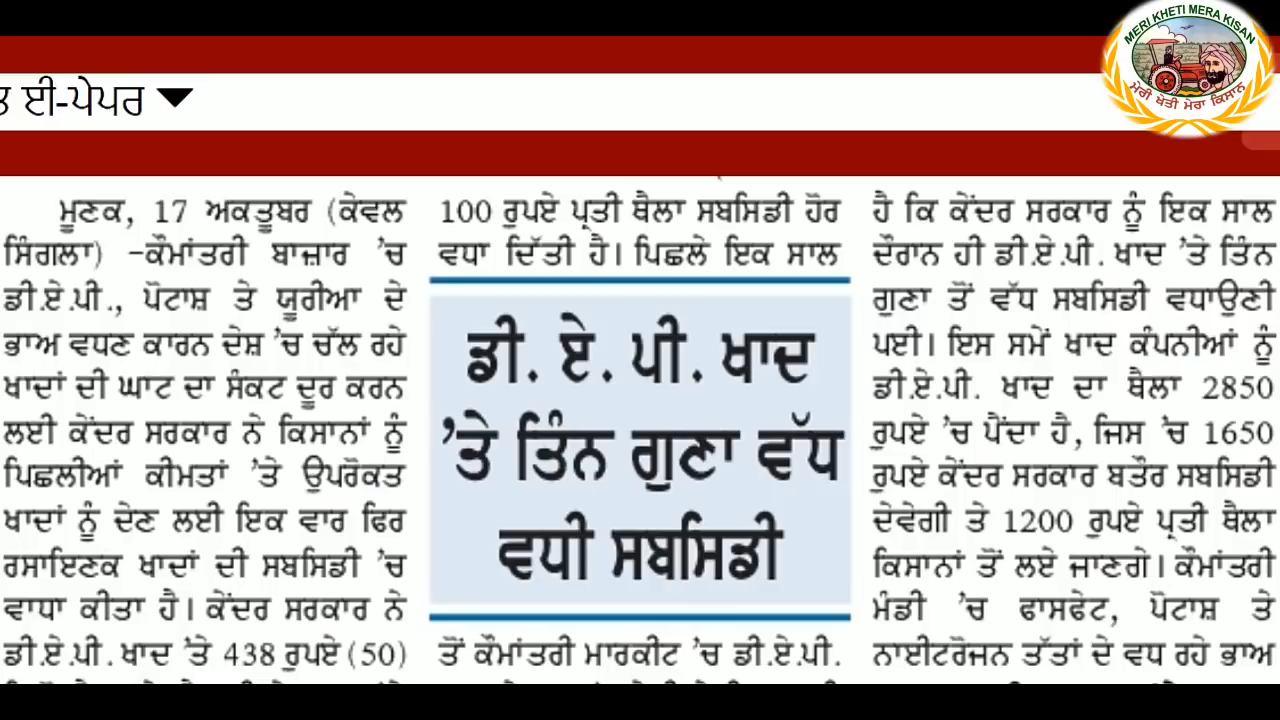 MERI KHETI MERA KISAN
ਮੇਰੀ ਖੇਤੀ ਮੇਰਾ ਕਿਸਾਨ
ਈ-ਪੇਪਰ
ਮੂਣਕ, 17 ਅਕਤੂਬਰ (ਕੇਵਲ
ਸਿੰਗਲਾ) -ਕੌਮਾਂਤਰੀ ਬਾਜ਼ਾਰ 'ਚ
ਡੀ.ਏ.ਪੀ., ਪੋਟਾਸ਼ ਤੇ ਯੂਰੀਆ ਦੇ
ਭਾਅ ਵਧਣ ਕਾਰਨ ਦੇਸ਼ 'ਚ ਚੱਲ ਰਹੇ
ਖਾਦਾਂ ਦੀ ਘਾਟ ਦਾ ਸੰਕਟ ਦੂਰ ਕਰਨ
ਲਈ ਕੇਂਦਰ ਸਰਕਾਰ ਨੇ ਕਿਸਾਨਾਂ ਨੂੰ
ਪਿਛਲੀਆਂ ਕੀਮਤਾਂ 'ਤੇ ਉਪਰੋਕਤ
ਖਾਦਾਂ ਨੂੰ ਦੇਣ ਲਈ ਇਕ ਵਾਰ ਫਿਰ
ਰਸਾਇਣਕ ਖਾਦਾਂ ਦੀ ਸਬਸਿਡੀ 'ਚ
ਵਾਧਾ ਕੀਤਾ ਹੈ। ਕੇਂਦਰ ਸਰਕਾਰ ਨੇ
ਡੀ.ਏ.ਪੀ. ਖਾਦ 'ਤੇ 438 ਰੁਪਏ (50)
100 ਰੁਪਏ ਪ੍ਰਤੀ ਥੈਲਾ ਸਬਸਿਡੀ ਹੋਰ
ਵਧਾ ਦਿੱਤੀ ਹੈ। ਪਿਛਲੇ ਇਕ ਸਾਲ
ਡੀ. ਏ. ਪੀ. ਖਾਦ
'ਤੇ ਤਿੰਨ ਗੁਣਾ ਵੱਧ
ਵਧੀ ਸਬਸਿਡੀ
ਤੋਂ ਕੌਮਾਂਤਰੀ ਮਾਰਕੀਟ 'ਚ ਡੀ.ਏ.ਪੀ.
ਹੈ ਕਿ ਕੇਂਦਰ ਸਰਕਾਰ ਨੂੰ ਇਕ ਸਾਲ
ਦੌਰਾਨ ਹੀ ਡੀ.ਏ.ਪੀ. ਖਾਦ 'ਤੇ ਤਿੰਨ
ਗੁਣਾ ਤੋਂ ਵੱਧ ਸਬਸਿਡੀ ਵਧਾਉਣੀ
ਪਈ। ਇਸ ਸਮੇਂ ਖਾਦ ਕੰਪਨੀਆਂ ਨੂੰ
ਡੀ.ਏ.ਪੀ. ਖਾਦ ਦਾ ਥੈਲਾ 2850
ਰੁਪਏ 'ਚ ਪੈਂਦਾ ਹੈ, ਜਿਸ 'ਚ 1650
ਰੁਪਏ ਕੇਂਦਰ ਸਰਕਾਰ ਬਤੌਰ ਸਬਸਿਡੀ
ਦੇਵੇਗੀ ਤੇ 1200 ਰੁਪਏ ਪ੍ਰਤੀ ਥੈਲਾ
ਕਿਸਾਨਾਂ ਤੋਂ ਲਏ ਜਾਣਗੇ। ਕੌਮਾਂਤਰੀ
ਮੰਡੀ 'ਚ ਫਾਸਫੇਟ, ਪੋਟਾਸ਼ ਤੇ
ਨਾਈਟਰੋਜਨ ਤੱਤਾਂ ਦੇ ਵਧ ਰਹੇ ਭਾਅ